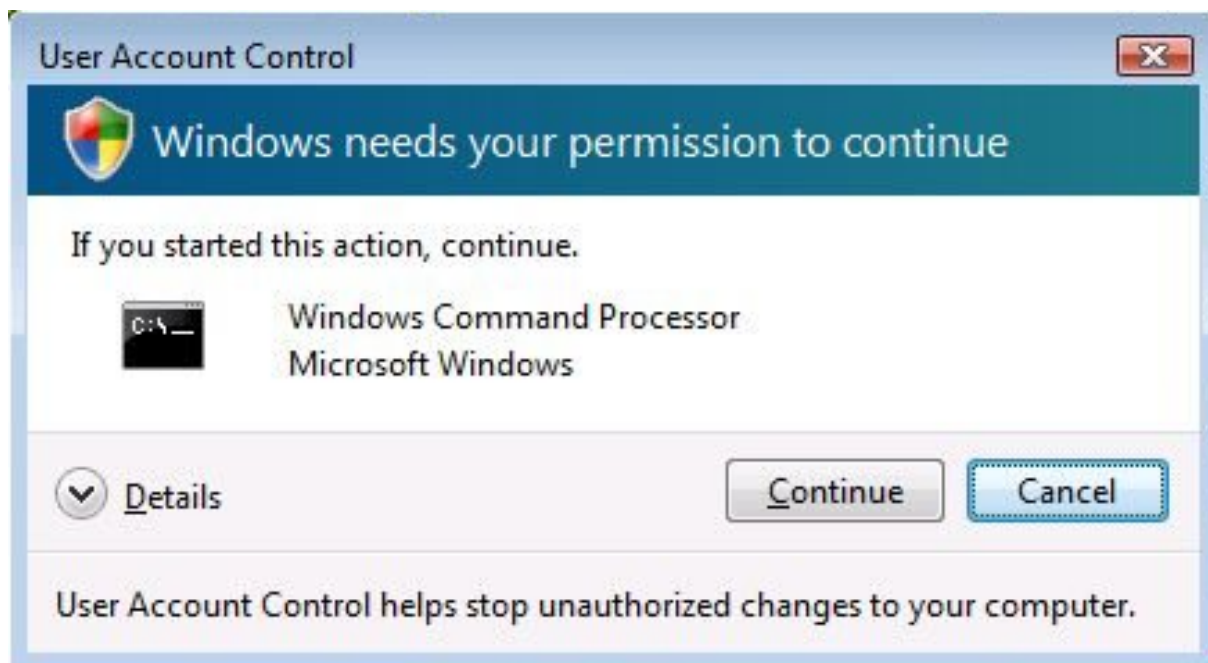 User Account Control
Windows needs your permission to continue
If you started this action, continue.
C:\
Windows Command Processor
Microsoft Windows
Details
Continue
Cancel
User Account Control helps stop unauthorized changes to your computer.